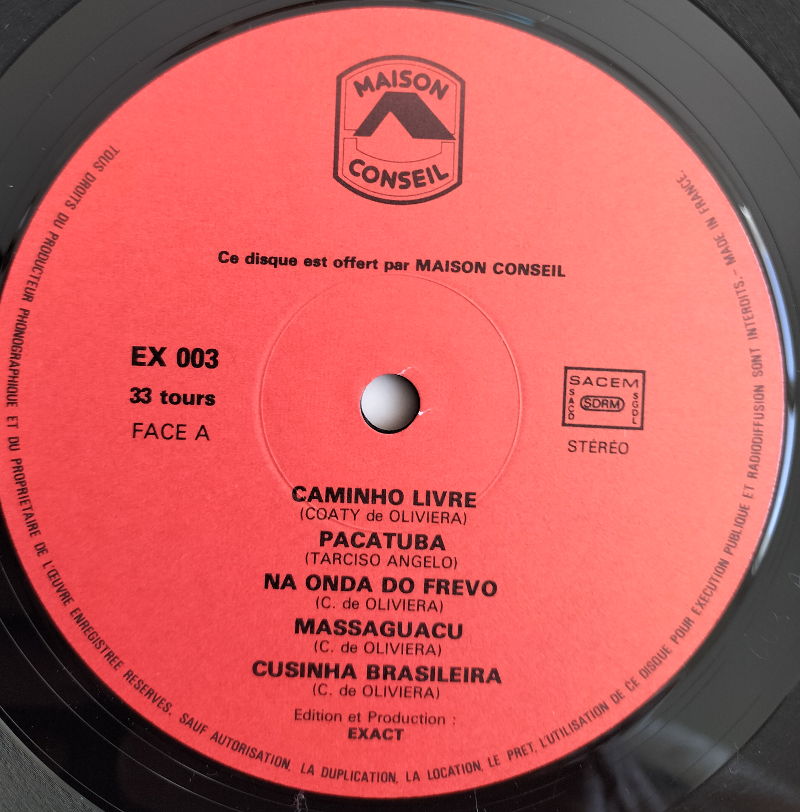 MAISON
CONSEIL
Ce disque est offert par MAISON CONSEIL
EX 003
33 tours
FACE A
SACEM
SACD
SDRM
SGDL
STÉRÉO
CAMINHO LIVRE
(COATY de OLIVIERA)
PACATUBA
(TARCISO ANGELO)
NA ONDA DO FREVO
(C. de OLIVIERA)
MASSAGUACU
(C. de OLIVIERA)
CUSINHA BRASILEIRA
(C. de OLIVIERA)
Edition et Production :
EXACT
TOUS DROITS DU PRODUCTEUR PHONOGRAPHIQUE ET DU PROPRIETAIRE DE L'ŒUVRE ENREGISTREE RESERVES. SAUF AUTORISATION, LA DUPLICATION, LA LOCATION, LE PRET, L'UTILISATION DE CE DISQUE POUR EXECUTION PUBLIQUE ET RADIODIFFUSION SONT INTERDITS. - MADE IN FRANCE.